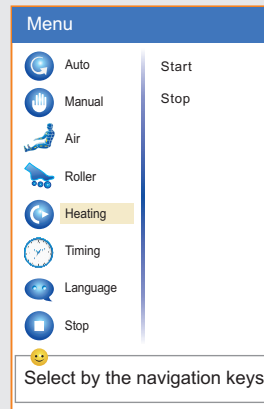 Menu
Auto
Manual
Air
Roller
Heating
Timing
Language
Stop
Start
Stop
Select by the navigation keys